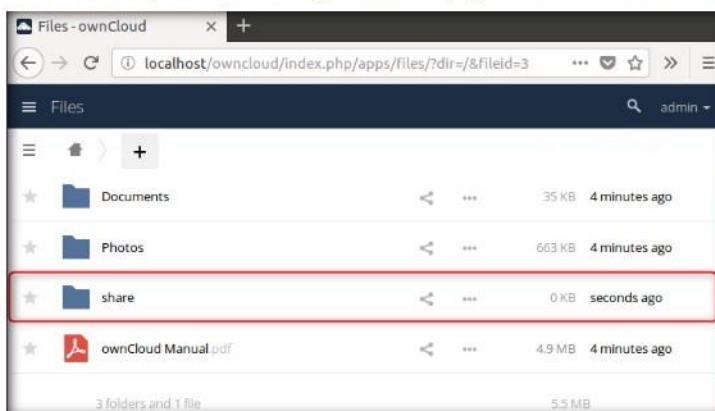 Files - ownCloud
localhost/owncloud/index.php/apps/files/?dir=/&fileid=3
Files admin
Documents 35 KB 4 minutes ago
Photos 663 KB 4 minutes ago
share 0 KB seconds ago
ownCloud Manual.pdf 4.9 MB 4 minutes ago
3 folders and 1 file 5.5 MB